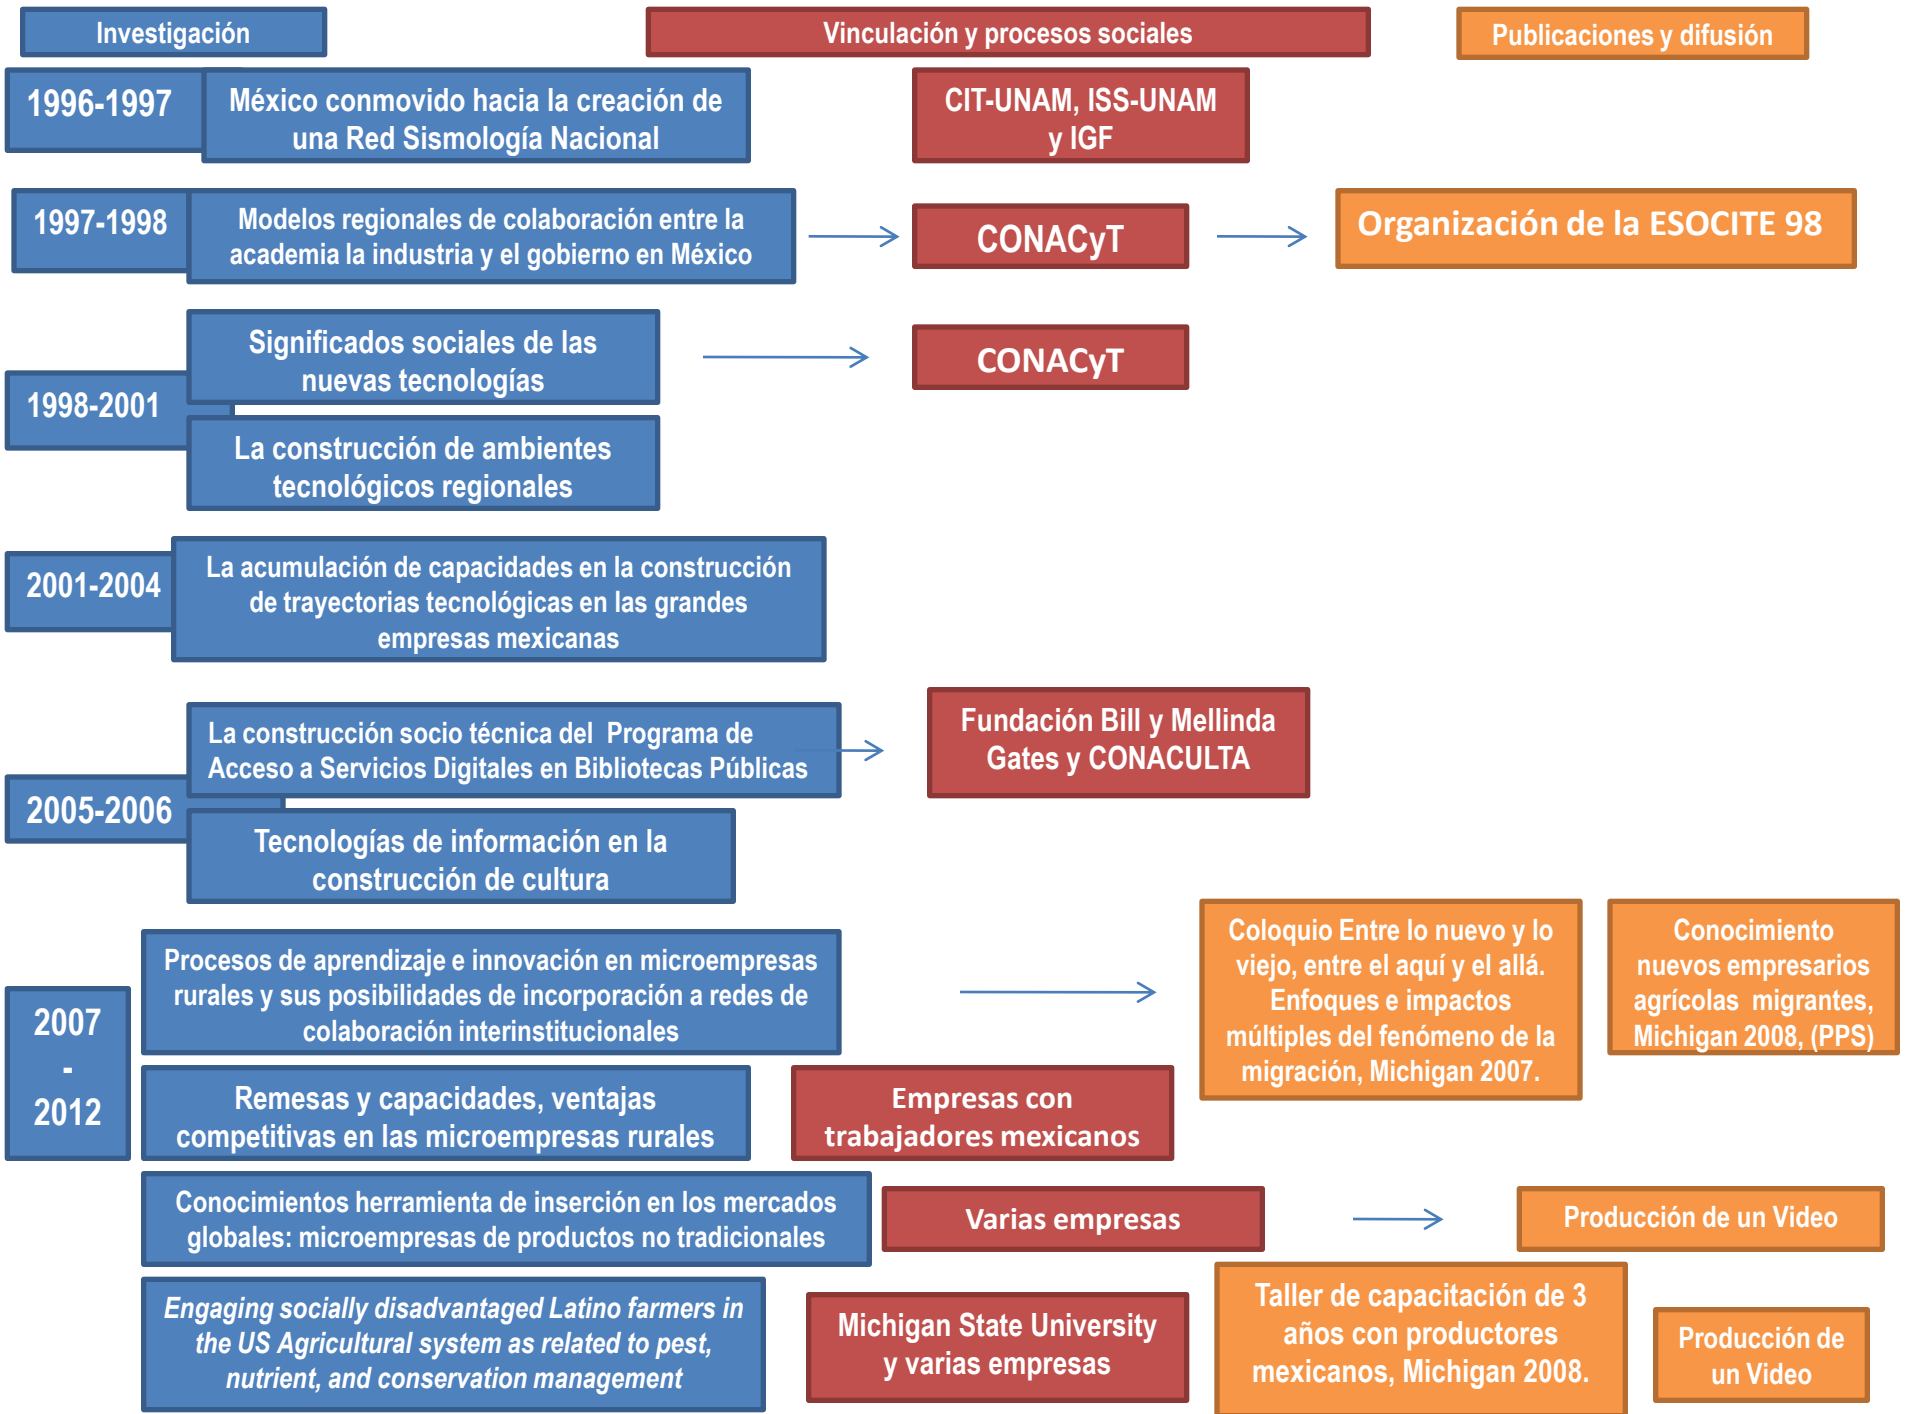 Investigación
Vinculación y procesos sociales
Publicaciones y difusión
1996-1997
México conmovido hacia la creación de
una Red Sismología Nacional
CIT-UNAM, ISS-UNAM
y IGF
1997-1998
Modelos regionales de colaboración entre la
academia la industria y el gobierno en México
CONACyT
Organización de la ESOCITE 98
1998-2001
Significados sociales de las
nuevas tecnologías
CONACyT
La construcción de ambientes
tecnológicos regionales
2001-2004
La acumulación de capacidades en la construcción
de trayectorias tecnológicas en las grandes
empresas mexicanas
2005-2006
La construcción socio técnica del Programa de
Acceso a Servicios Digitales en Bibliotecas Públicas
Fundación Bill y Mellinda
Gates y CONACULTA
Tecnologías de información en la
construcción de cultura
2007
-
2012
Procesos de aprendizaje e innovación en microempresas
rurales y sus posibilidades de incorporación a redes de
colaboración interinstitucionales
Coloquio Entre lo nuevo y lo
viejo, entre el aquí y el allá.
Enfoques e impactos
múltiples del fenómeno de la
migración, Michigan 2007.
Conocimiento
nuevos empresarios
agrícolas migrantes,
Michigan 2008, (PPS)
Remesas y capacidades, ventajas
competitivas en las microempresas rurales
Empresas con
trabajadores mexicanos
Conocimientos herramienta de inserción en los mercados
globales: microempresas de productos no tradicionales
Varias empresas
Producción de un Video
Engaging socially disadvantaged Latino farmers in
the US Agricultural system as related to pest,
nutrient, and conservation management
Michigan State University
y varias empresas
Taller de capacitación de 3
años con productores
mexicanos, Michigan 2008.
Producción de
un Video